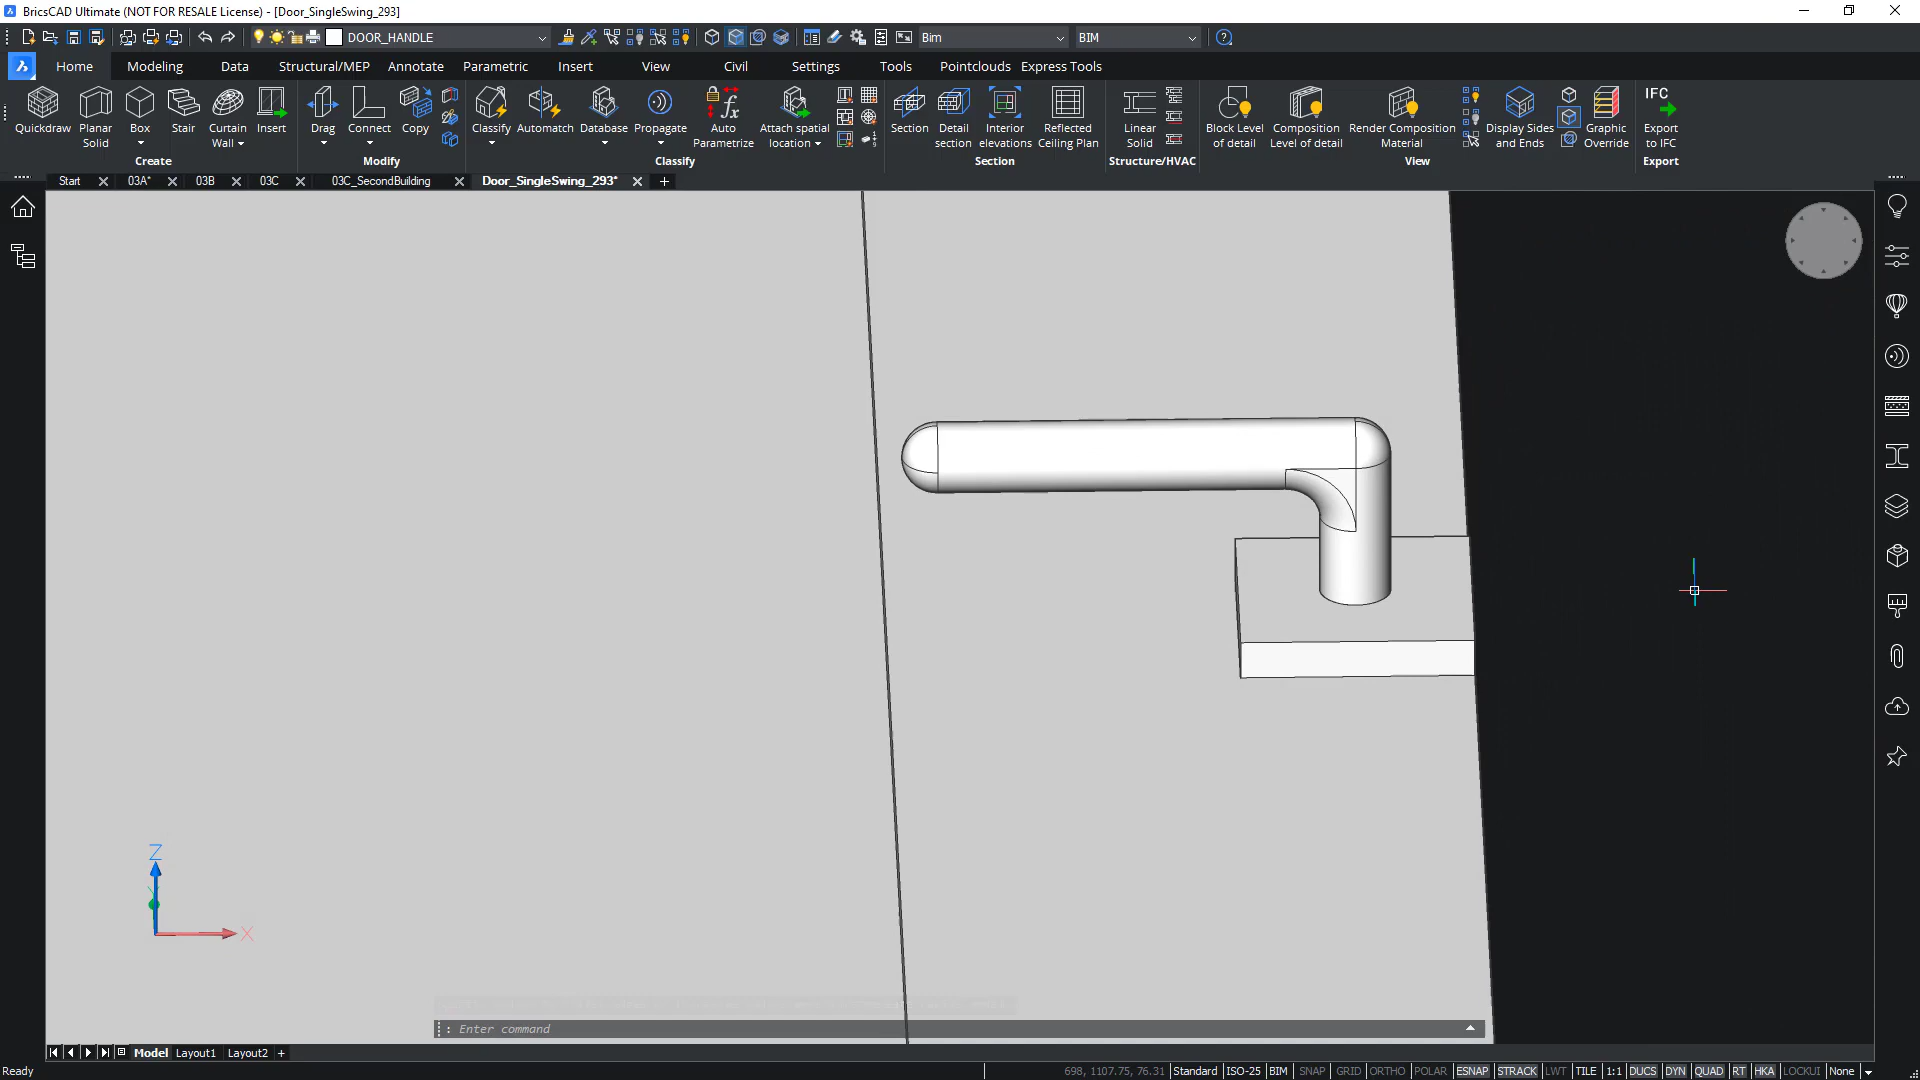 BricsCAD Ultimate (NOT FOR RESALE License) - [Door_SingleSwing_293]
DOOR_HANDLE Bim BIM
Home Modeling Data Structural/MEP Annotate Parametric Insert View Civil Settings Tools Pointclouds Express Tools
Quickdraw Planar Solid Box Stair Curtain Wall Insert Drag Connect Copy Classify Automatch Database Propagate Auto Parametrize Attach spatial location Section Detail section Interior elevations Reflected Ceiling Plan Linear Solid Block Level of detail Composition Level of detail Render Composition Material Display Sides and Ends Graphic Override IFC Export to IFC
Create Modify Classify Section Structure/HVAC View Export
Start 03A* 03B 03C 03C_SecondBuilding Door_SingleSwing_293* +
Z
X
: Enter command
Model Layout1 Layout2 +
Ready 698, 1107.75, 76.31 Standard ISO-25 BIM SNAP GRID ORTHO POLAR ESNAP STRACK LWT TILE 1:1 DUCS DYN QUAD RT HKA LOCKUI None